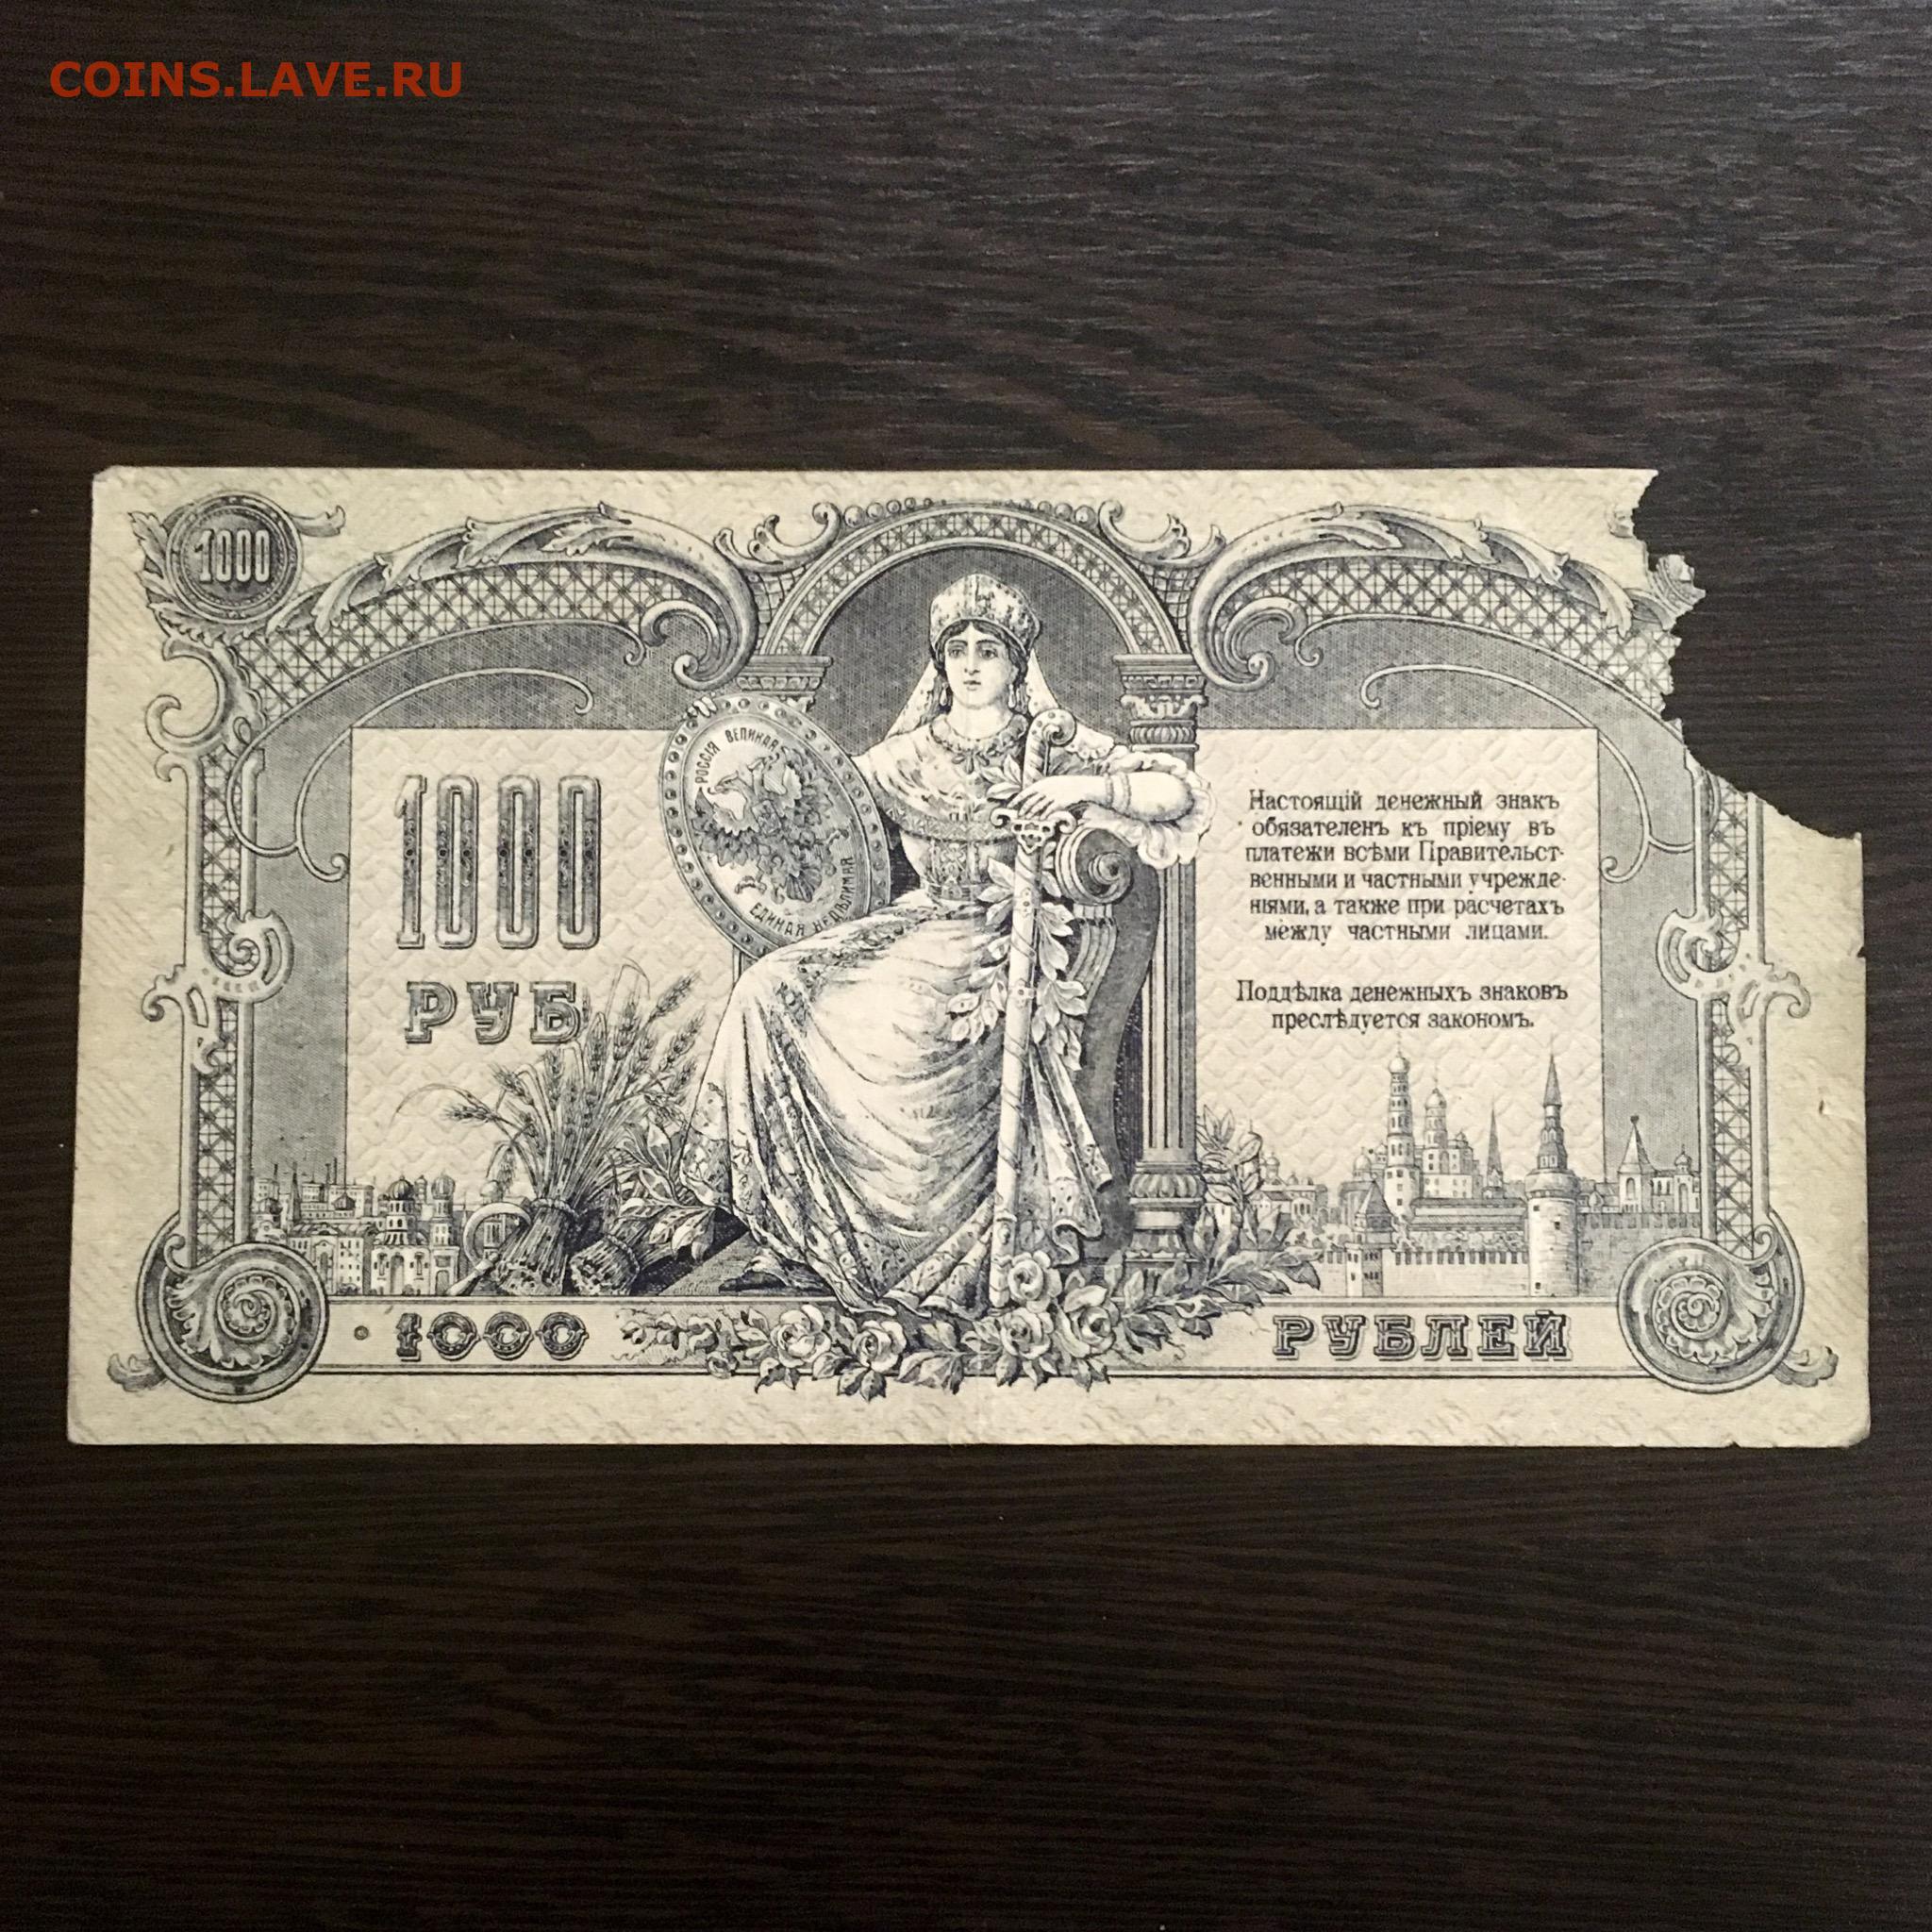 COINS.LAVE.RU
1000
РОССІЯ ВЕЛИКАЯ
ЕДИНАЯ НЕДѢЛИМАЯ
1000
РУБ
Настоящій денежный знакъ
обязателенъ къ пріему въ
платежи всѣми Правительст-
венными и частными учрежде-
ніями, а также при расчетахъ
между частными лицами.
Поддѣлка денежныхъ знаковъ
преслѣдуется закономъ.
1000
РУБЛЕЙ